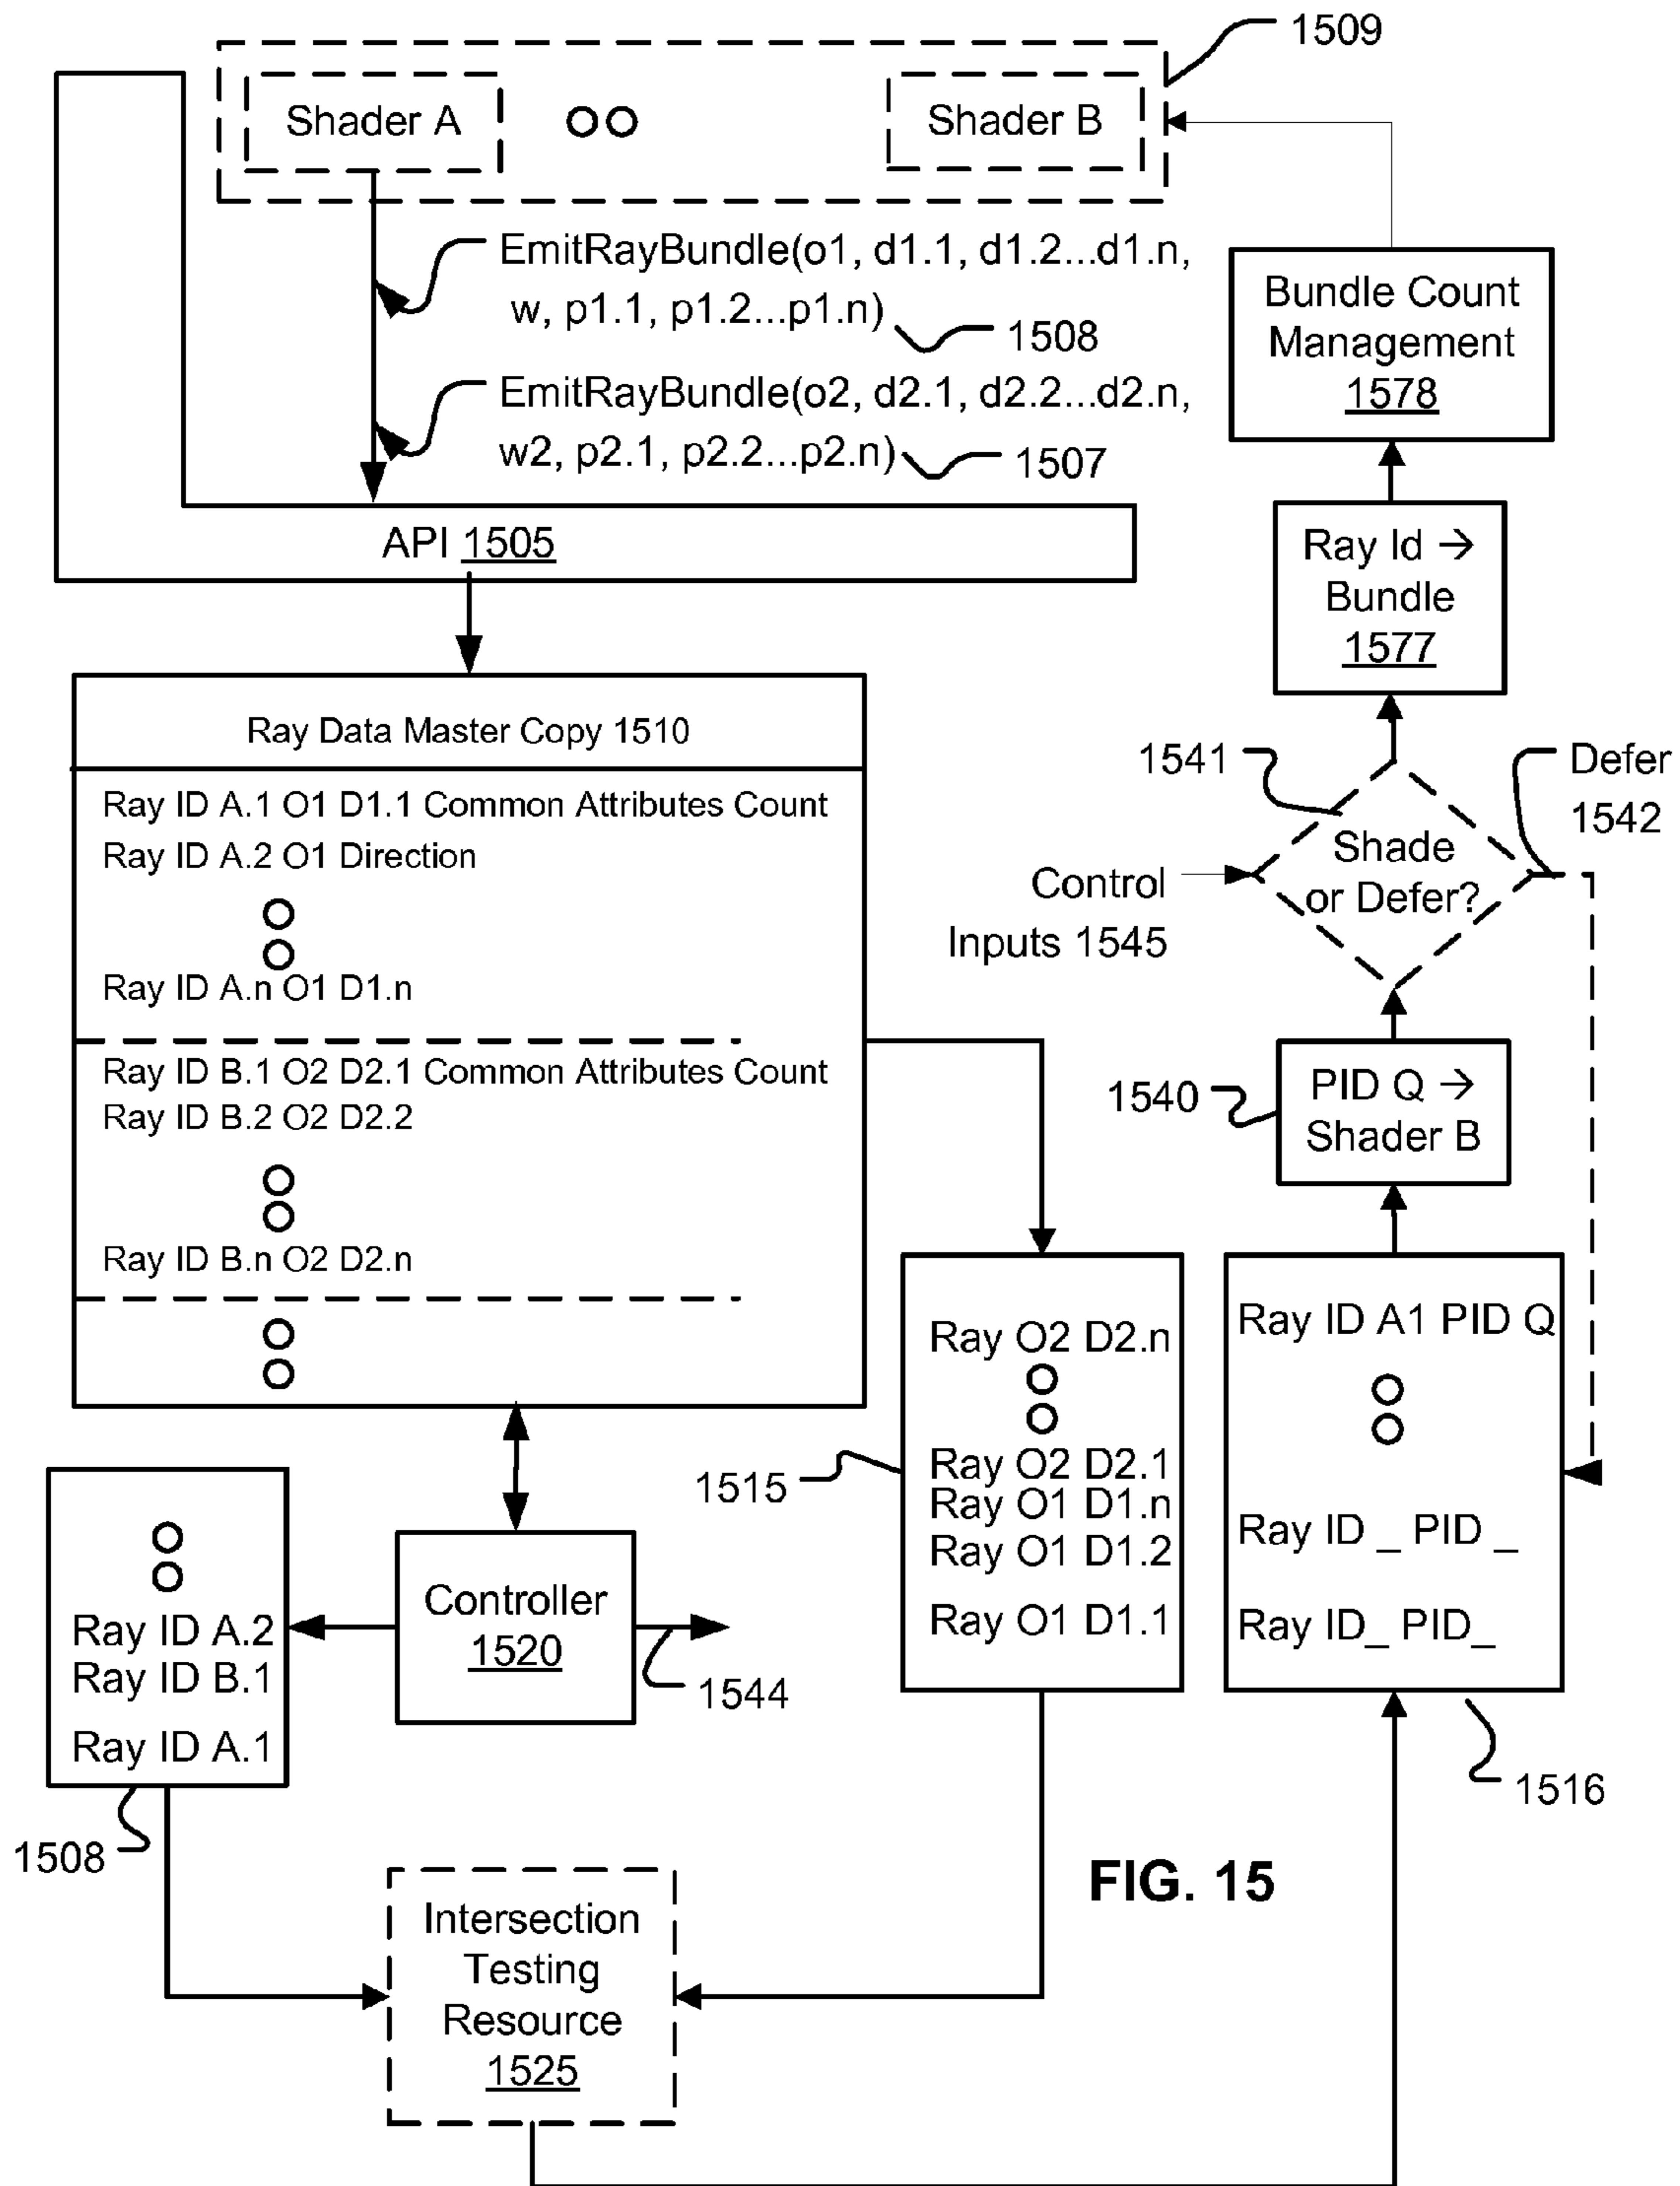 1509
Shader A
Shader B
EmitRayBundle(o1, d1.1, d1.2...d1.n,
w, p1.1, p1.2...p1.n)
1508
EmitRayBundle(o2, d2.1, d2.2...d2.n,
w2, p2.1, p2.2...p2.n)
1507
API 1505
Bundle Count
Management
1578
Ray Id →
Bundle
1577
Ray Data Master Copy 1510
Ray ID A.1 O1 D1.1 Common Attributes Count
Ray ID A.2 O1 Direction
Ray ID A.n O1 D1.n
Ray ID B.1 O2 D2.1 Common Attributes Count
Ray ID B.2 O2 D2.2
Ray ID B.n O2 D2.n
1541
Defer
1542
Shade
or Defer?
Control
Inputs 1545
1540
PID Q →
Shader B
Ray O2 D2.n
Ray O2 D2.1
Ray O1 D1.n
Ray O1 D1.2
Ray O1 D1.1
1515
Ray ID A1 PID Q
Ray ID _ PID _
Ray ID_ PID_
1516
Controller
1520
1544
Ray ID A.2
Ray ID B.1
Ray ID A.1
1508
Intersection
Testing
Resource
1525
FIG. 15